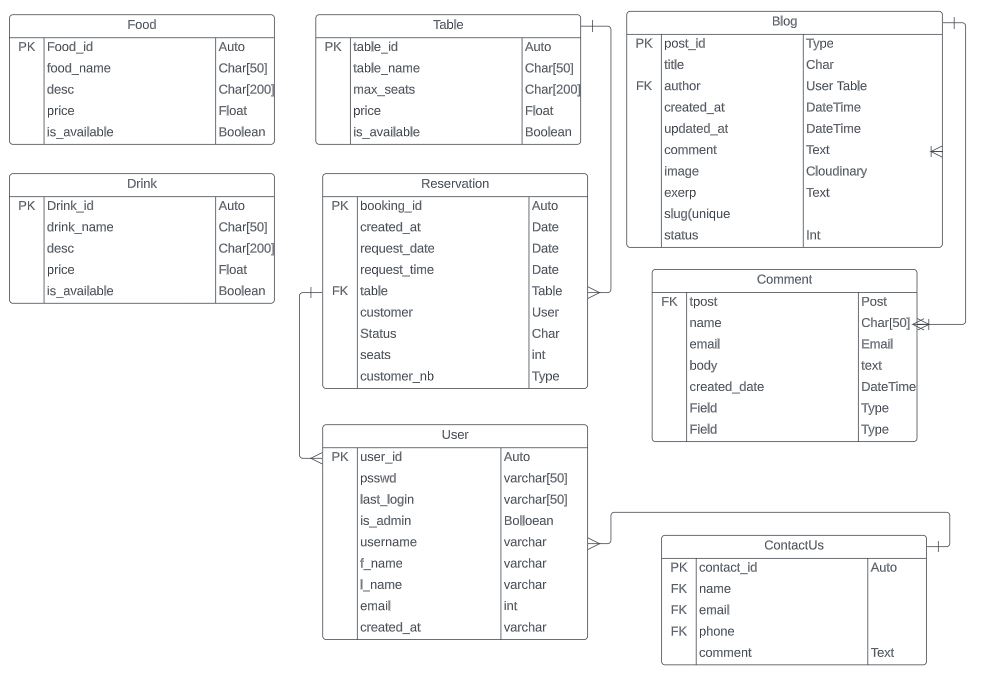 Food
PK Food_id Auto
food_name Char[50]
desc Char[200]
price Float
is_available Boolean
Drink
PK Drink_id Auto
drink_name Char[50]
desc Char[200]
price Float
is_available Boolean
Table
PK table_id Auto
table_name Char[50]
max_seats Char[200]
price Float
is_available Boolean
Reservation
PK booking_id Auto
created_at Date
request_date Date
request_time Date
FK table Table
customer User
Status Char
seats int
customer_nb Type
User
PK user_id Auto
psswd varchar[50]
last_login varchar[50]
is_admin Bolloean
username varchar
f_name varchar
l_name varchar
email int
created_at varchar
Blog
PK post_id Type
title Char
FK author User Table
created_at DateTime
updated_at DateTime
comment Text
image Cloudinary
exerp Text
slug(unique
status Int
Comment
FK tpost Post
name Char[50]
email Email
body text
created_date DateTime
Field Type
Field Type
ContactUs
PK contact_id Auto
FK name
FK email
FK phone
comment Text